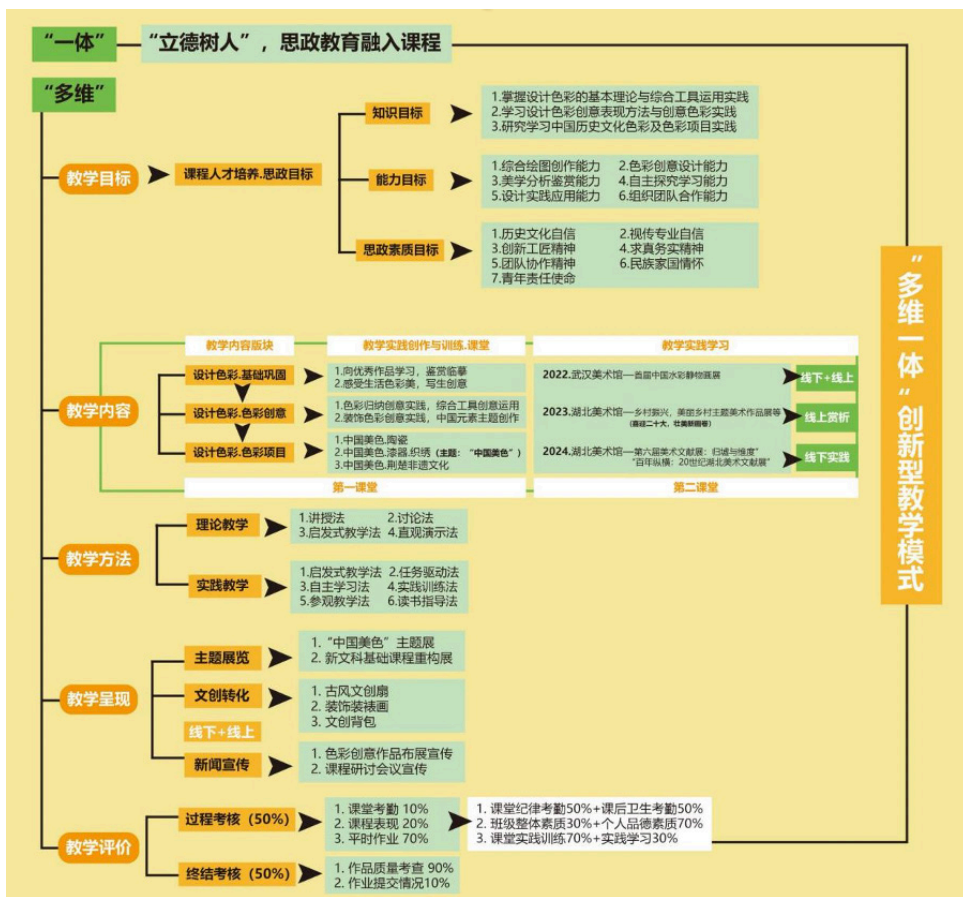 “一体”
“立德树人”，思政教育融入课程
“多维”
教学目标
课程人才培养.思政目标
知识目标
1.掌握设计色彩的基本理论与综合工具运用实践
2.学习设计色彩创意表现方法与创意色彩实践
3.研究学习中国历史文化色彩及色彩项目实践
能力目标
1.综合绘图创作能力 2.色彩创意设计能力
3.美学分析鉴赏能力 4.自主探究学习能力
5.设计实践应用能力 6.组织团队合作能力
思政素质目标
1.历史文化自信 2.视传专业自信
3.创新工匠精神 4.求真务实精神
5.团队协作精神 6.民族家国情怀
7.青年责任使命
“多维一体”创新型教学模式
教学内容
教学内容版块 教学实践创作与训练.课堂 教学实践学习
设计色彩.基础巩固
1.向优秀作品学习，鉴赏临摹
2.感受生活色彩美，写生创意
2022.武汉美术馆—首届中国水彩静物画展
线下+线上
设计色彩.色彩创意
1.色彩归纳创意实践，综合工具创意运用
2.装饰色彩创意实践，中国元素主题创作
2023.湖北美术馆—乡村振兴，美丽乡村主题美术作品展等
（喜迎二十大，壮美新画卷）
线上赏析
设计色彩.色彩项目
1.中国美色.陶瓷
2.中国美色.漆器.织绣（主题：“中国美色”）
3.中国美色.荆楚非遗文化
2024.湖北美术馆—第六届美术文献展：归墟与维度”
“百年纵横：20世纪湖北美术文献展”
线下实践
第一课堂 第二课堂
教学方法
理论教学
1.讲授法 2.讨论法
3.启发式教学法 4.直观演示法
实践教学
1.启发式教学法 2.任务驱动法
3.自主学习法 4.实践训练法
5.参观教学法 6.读书指导法
教学呈现
主题展览
1. “中国美色”主题展
2. 新文科基础课程重构展
文创转化
1. 古风文创扇
2. 装饰装裱画
3. 文创背包
线下+线上
新闻宣传
1. 色彩创意作品布展宣传
2. 课程研讨会议宣传
教学评价
过程考核（50%）
1. 课堂考勤 10%
2. 课程表现 20%
3. 平时作业 70%
1. 课堂纪律考勤50%+课后卫生考勤50%
2. 班级整体素质30%+个人品德素质70%
3. 课堂实践训练70%+实践学习30%
终结考核（50%）
1. 作品质量考查 90%
2. 作业提交情况10%